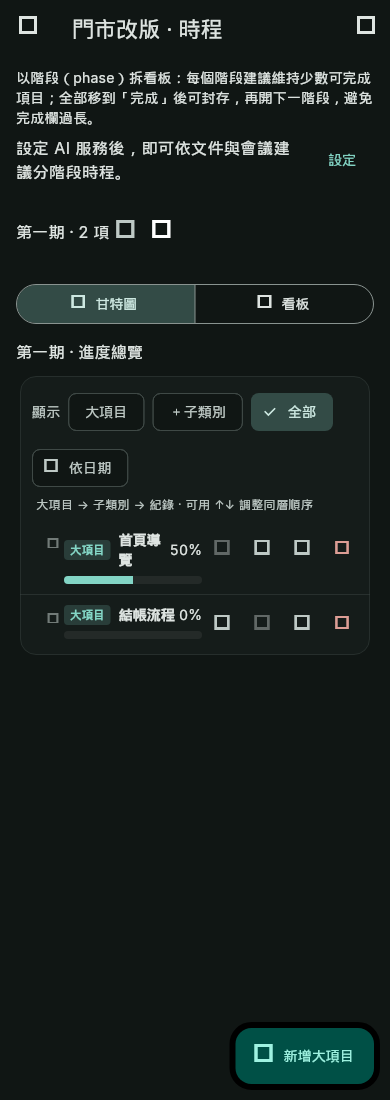 門市改版 · 時程
以階段（phase）拆看板：每個階段建議維持少數可完成
項目；全部移到「完成」後可封存，再開下一階段，避免
完成欄過長。
設定 AI 服務後，即可依文件與會議建
議分階段時程。
設定
第一期 · 2 項
甘特圖 看板
第一期 · 進度總覽
顯示 大項目 + 子類別 ✓ 全部
依日期
大項目 → 子類別 → 紀錄 · 可用 ↑↓ 調整同層順序
大項目 首頁導
覽 50%
大項目 結帳流程 0%
新增大項目